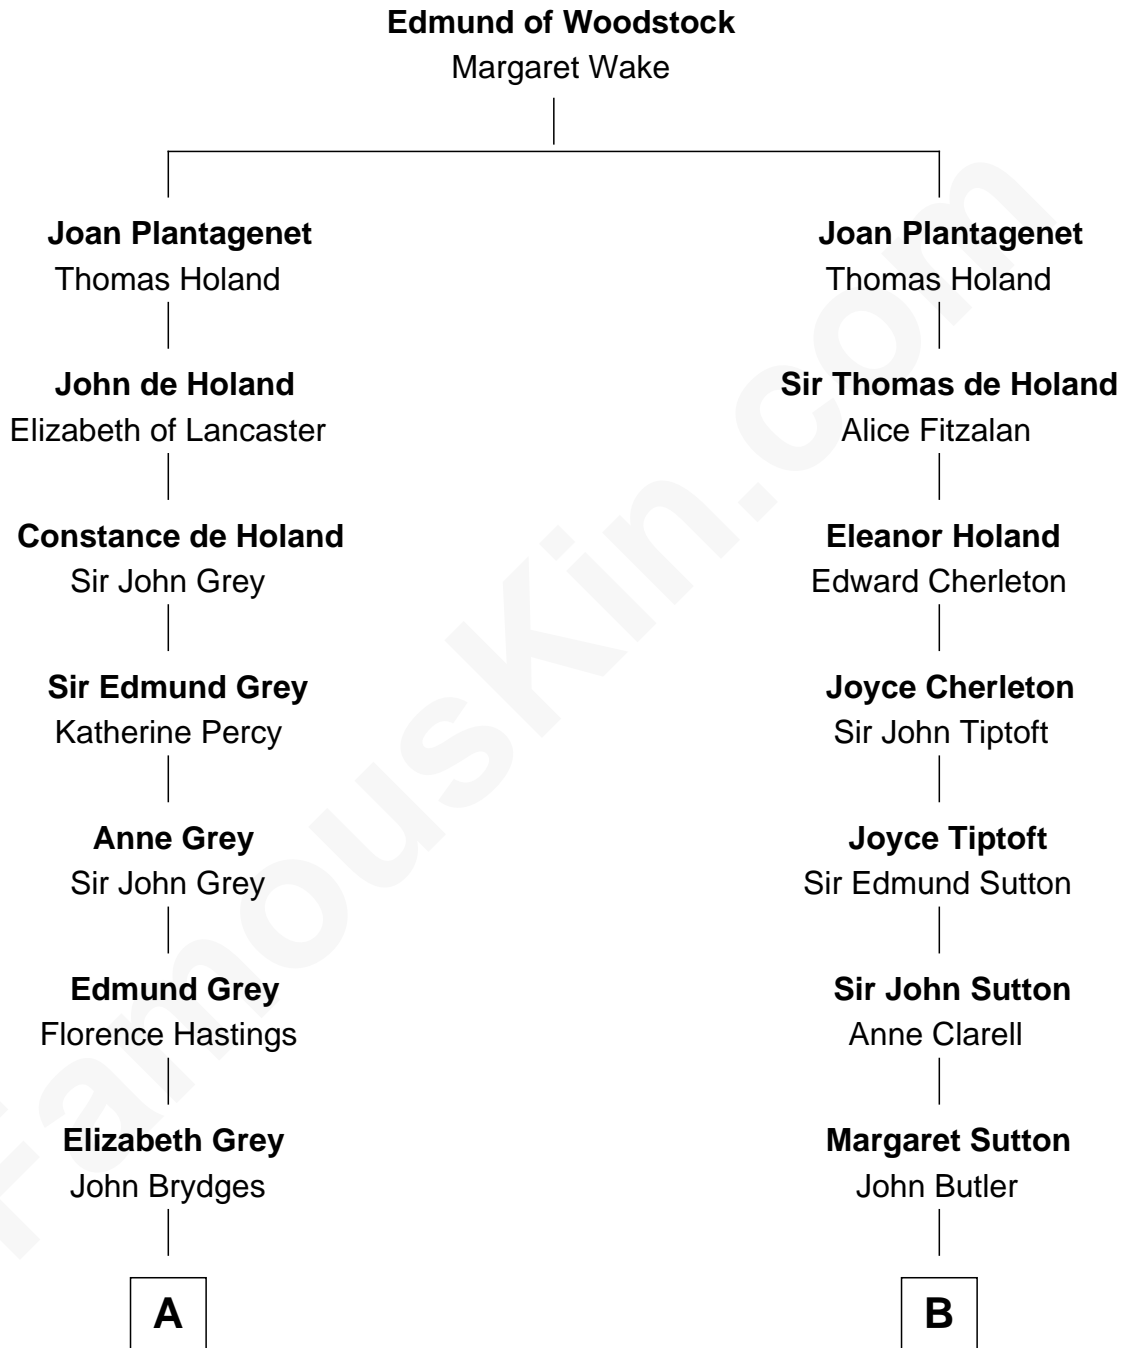 Edmund of Woodstock
Margaret Wake
Joan Plantagenet
Thomas Holand
Joan Plantagenet
Thomas Holand
John de Holand
Elizabeth of Lancaster
Sir Thomas de Holand
Alice Fitzalan
Constance de Holand
Sir John Grey
Eleanor Holand
Edward Cherleton
Sir Edmund Grey
Katherine Percy
Joyce Cherleton
Sir John Tiptoft
Anne Grey
Sir John Grey
Joyce Tiptoft
Sir Edmund Sutton
Edmund Grey
Florence Hastings
Sir John Sutton
Anne Clarell
Elizabeth Grey
John Brydges
Margaret Sutton
John Butler
A
B
FamousKin.com